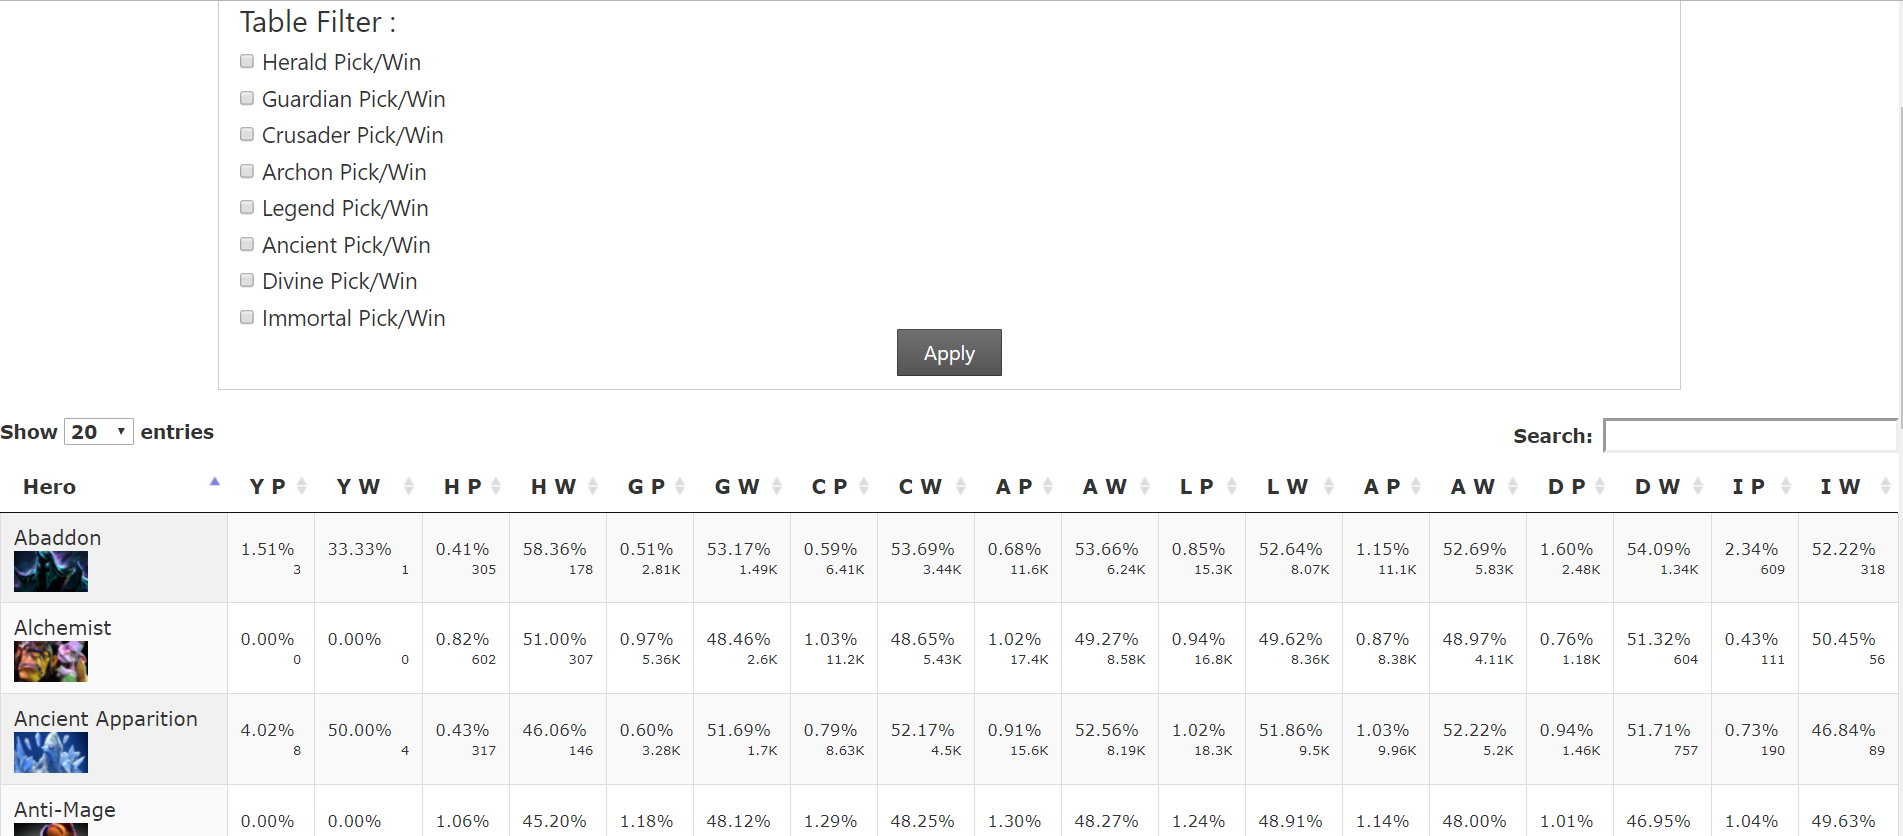 Table Filter :
Herald Pick/Win
Guardian Pick/Win
Crusader Pick/Win
Archon Pick/Win
Legend Pick/Win
Ancient Pick/Win
Divine Pick/Win
Immortal Pick/Win
Apply
Show 20 entries
Search:
Hero Y P Y W H P H W G P G W C P C W A P A W L P L W A P A W D P D W I P I W
Abaddon
1.51% 33.33% 0.41% 58.36% 0.51% 53.17% 0.59% 53.69% 0.68% 53.66% 0.85% 52.64% 1.15% 52.69% 1.60% 54.09% 2.34% 52.22%
3 1 305 178 2.81K 1.49K 6.41K 3.44K 11.6K 6.24K 15.3K 8.07K 11.1K 5.83K 2.48K 1.34K 609 318
Alchemist
0.00% 0.00% 0.82% 51.00% 0.97% 48.46% 1.03% 48.65% 1.02% 49.27% 0.94% 49.62% 0.87% 48.97% 0.76% 51.32% 0.43% 50.45%
0 0 602 307 5.36K 2.6K 11.2K 5.43K 17.4K 8.58K 16.8K 8.36K 8.38K 4.11K 1.18K 604 111 56
Ancient Apparition
4.02% 50.00% 0.43% 46.06% 0.60% 51.69% 0.79% 52.17% 0.91% 52.56% 1.02% 51.86% 1.03% 52.22% 0.94% 51.71% 0.73% 46.84%
8 4 317 146 3.28K 1.7K 8.63K 4.5K 15.6K 8.19K 18.3K 9.5K 9.96K 5.2K 1.46K 757 190 89
Anti-Mage
0.00% 0.00% 1.06% 45.20% 1.18% 48.12% 1.29% 48.25% 1.30% 48.27% 1.24% 48.91% 1.14% 48.00% 1.01% 46.95% 1.04% 49.63%